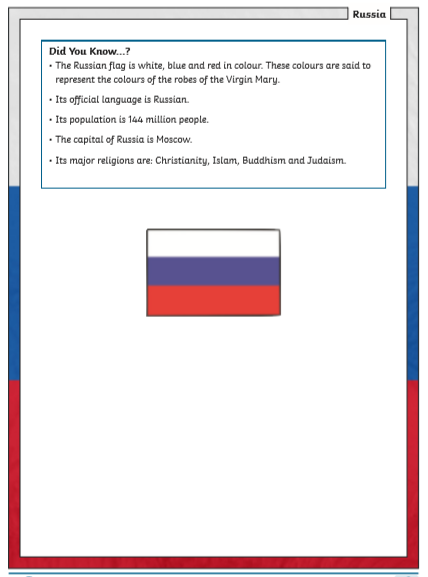 Russia
Did You Know...?
• The Russian flag is white, blue and red in colour. These colours are said to
represent the colours of the robes of the Virgin Mary.
• Its official language is Russian.
• Its population is 144 million people.
• The capital of Russia is Moscow.
• Its major religions are: Christianity, Islam, Buddhism and Judaism.